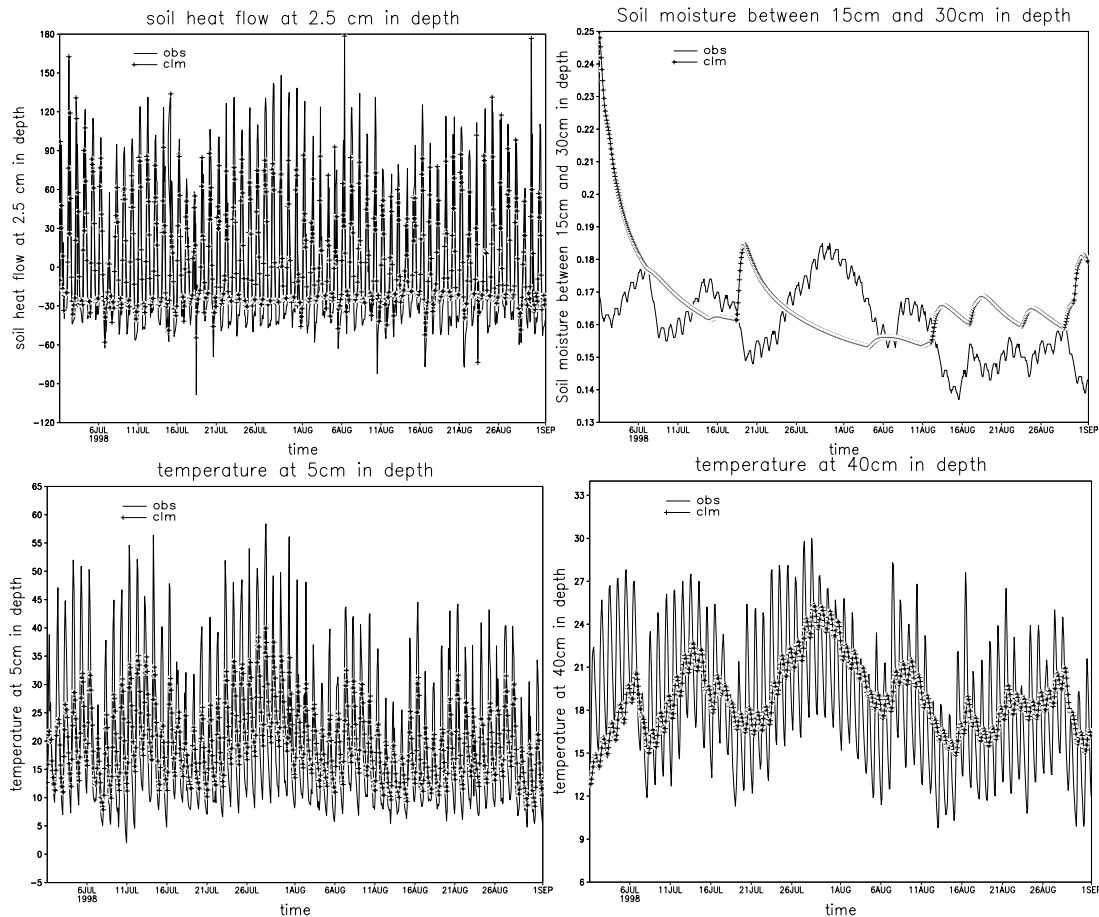 soil heat flow at 2.5 cm in depth
soil heat flow at 2.5 cm in depth
180
150
120
90
60
30
0
−30
−60
−90
−120
obs
clm
6JUL 11JUL 16JUL 21JUL 26JUL 1AUG 6AUG 11AUG 16AUG 21AUG 26AUG 1SEP
1998
time
Soil moisture between 15cm and 30cm in depth
Soil moisture between 15cm and 30cm in depth
0.25
0.24
0.23
0.22
0.21
0.2
0.19
0.18
0.17
0.16
0.15
0.14
0.13
obs
clm
6JUL 11JUL 16JUL 21JUL 26JUL 1AUG 6AUG 11AUG 16AUG 21AUG 26AUG 1SEP
1998
time
temperature at 5cm in depth
temperature at 5cm in depth
65
60
55
50
45
40
35
30
25
20
15
10
5
0
−5
obs
clm
6JUL 11JUL 16JUL 21JUL 26JUL 1AUG 6AUG 11AUG 16AUG 21AUG 26AUG 1SEP
1998
time
temperature at 40cm in depth
temperature at 40cm in depth
33
30
27
24
21
18
15
12
9
6
obs
clm
6JUL 11JUL 16JUL 21JUL 26JUL 1AUG 6AUG 11AUG 16AUG 21AUG 26AUG 1SEP
1998
time